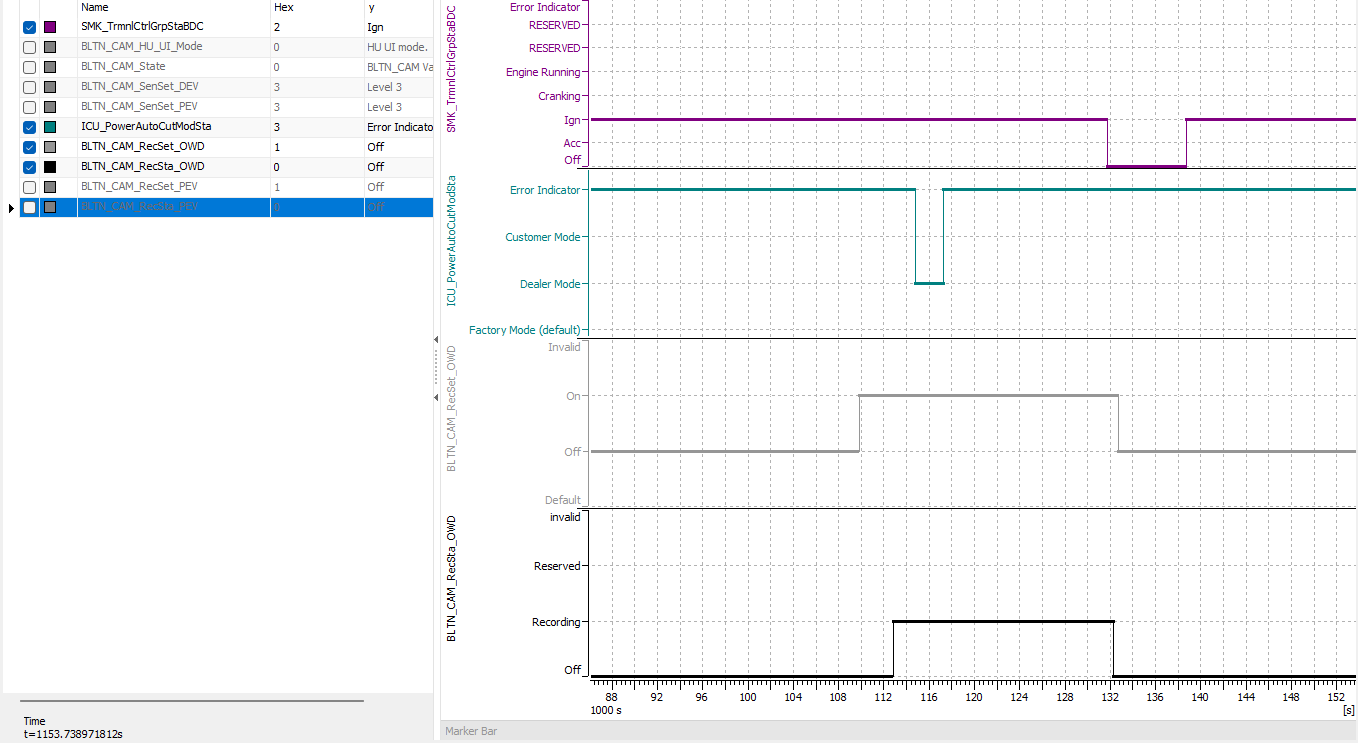 Name Hex y
SMK_TrmnlCtrlGrpStaBDC 2 Ign
BLTN_CAM_HU_UI_Mode 0 HU UI mode.
BLTN_CAM_State 0 BLTN_CAM Va
BLTN_CAM_SenSet_DEV 3 Level 3
BLTN_CAM_SenSet_PEV 3 Level 3
ICU_PowerAutoCutModSta 3 Error Indicato
BLTN_CAM_RecSet_OWD 1 Off
BLTN_CAM_RecSta_OWD 0 Off
BLTN_CAM_RecSet_PEV 1 Off
BLTN_CAM_RecSta_PEV 0 Off
Time
t=1153.738971812s
SMK_TrmnlCtrlGrpStaBDC
Error Indicator
RESERVED
RESERVED
Engine Running
Cranking
Ign
Acc
Off
ICU_PowerAutoCutModSta
Error Indicator
Customer Mode
Dealer Mode
Factory Mode (default)
BLTN_CAM_RecSet_OWD
Invalid
On
Off
Default
BLTN_CAM_RecSta_OWD
invalid
Reserved
Recording
Off
88 92 96 100 104 108 112 116 120 124 128 132 136 140 144 148 152
1000 s [s]
Marker Bar